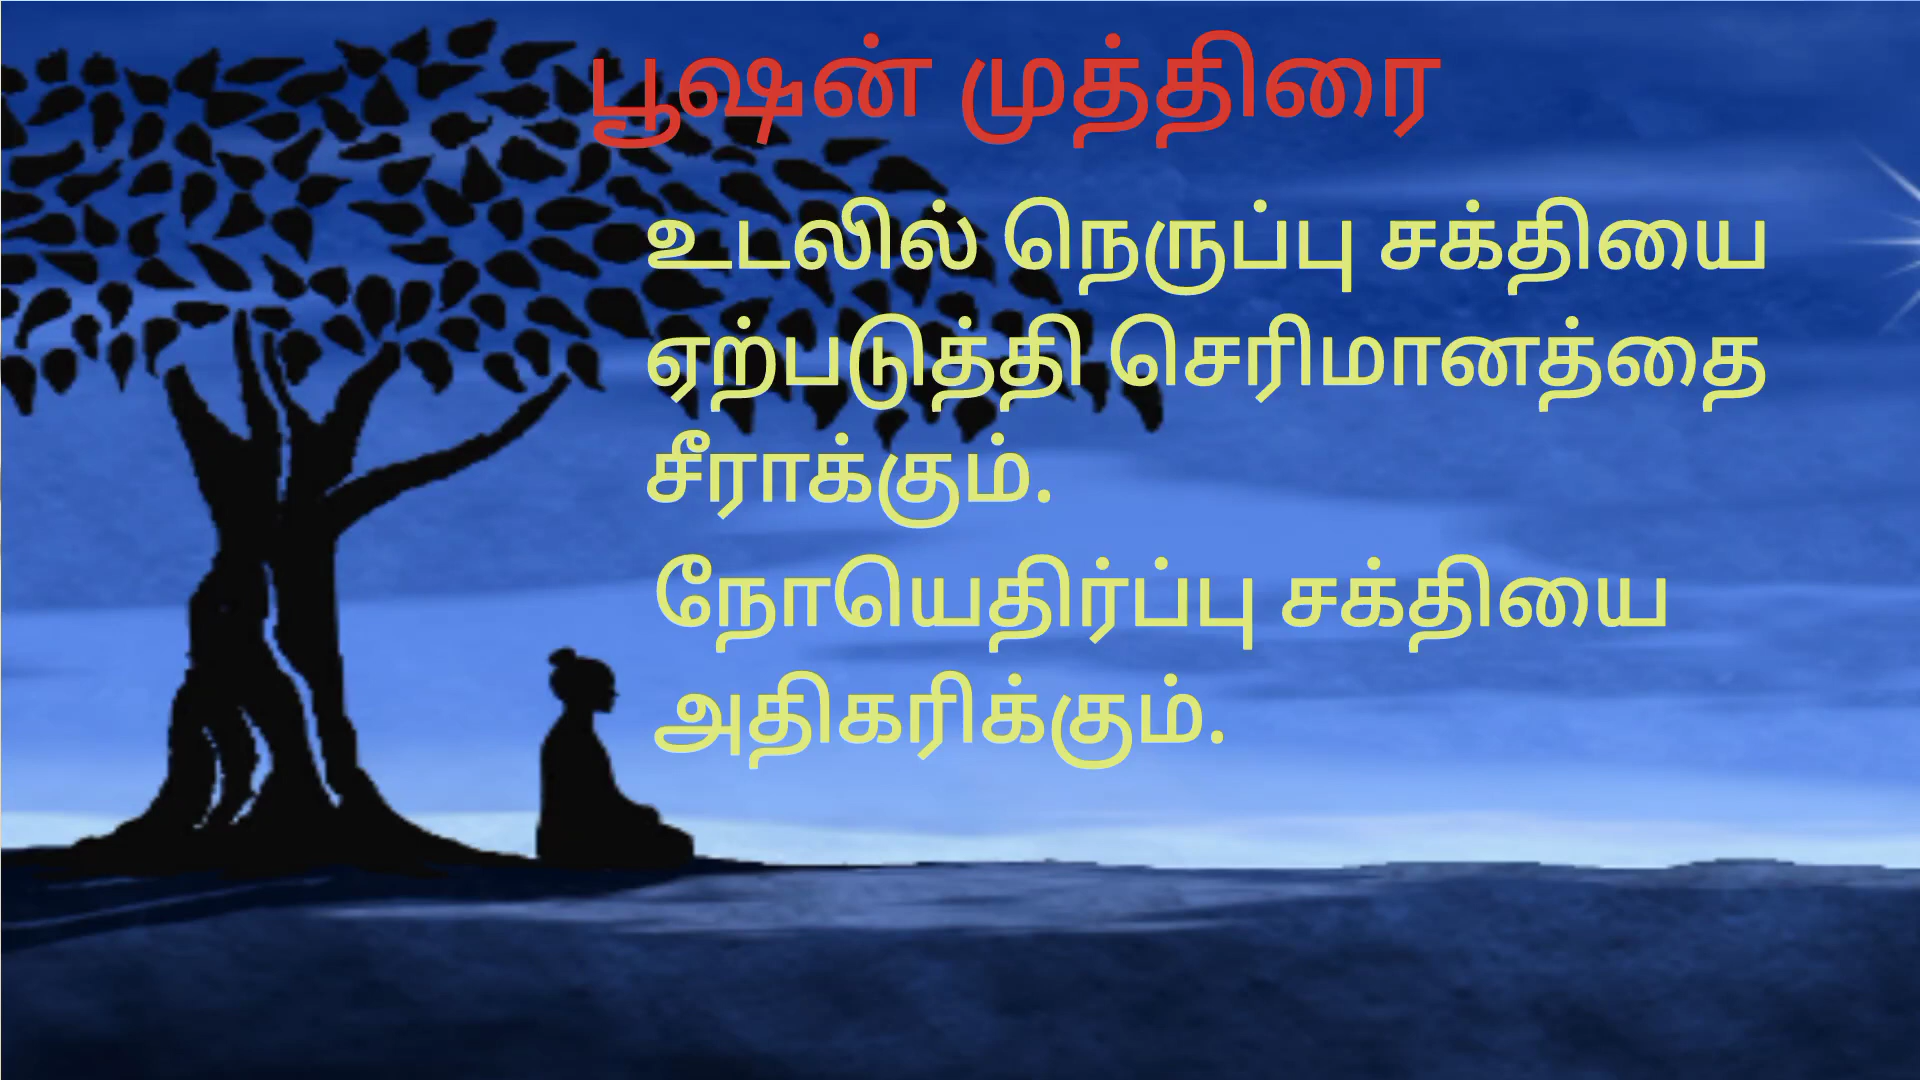 பூஷன் முத்திரை
உடலில் நெருப்பு சக்தியை
ஏற்படுத்தி செரிமானத்தை
சீராக்கும்.
நோயெதிர்ப்பு சக்தியை
அதிகரிக்கும்.